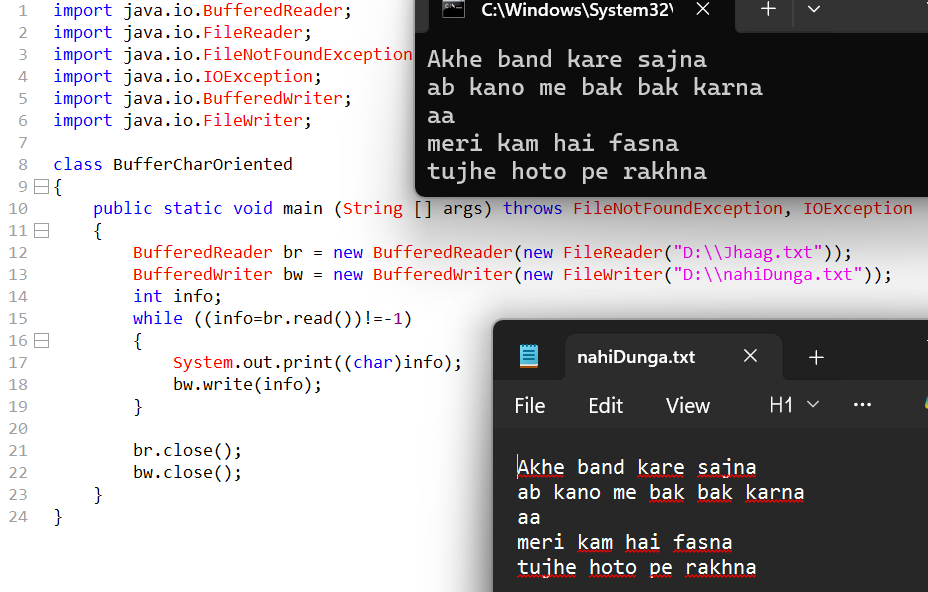 1 import java.io.BufferedReader;
2 import java.io.FileReader;
3 import java.io.FileNotFoundException
4 import java.io.IOException;
5 import java.io.BufferedWriter;
6 import java.io.FileWriter;
7
8 class BufferCharOriented
9 {
10 public static void main (String [] args) throws FileNotFoundException, IOException
11 {
12 BufferedReader br = new BufferedReader(new FileReader("D:\\Jhaag.txt"));
13 BufferedWriter bw = new BufferedWriter(new FileWriter("D:\\nahiDunga.txt"));
14 int info;
15 while ((info=br.read())!=-1)
16 {
17 System.out.print((char)info);
18 bw.write(info);
19 }
20
21 br.close();
22 bw.close();
23 }
24 }
C:\Windows\System32\
Akhe band kare sajna
ab kano me bak bak karna
aa
meri kam hai fasna
tujhe hoto pe rakhna
nahiDunga.txt
File Edit View H1
Akhe band kare sajna
ab kano me bak bak karna
aa
meri kam hai fasna
tujhe hoto pe rakhna